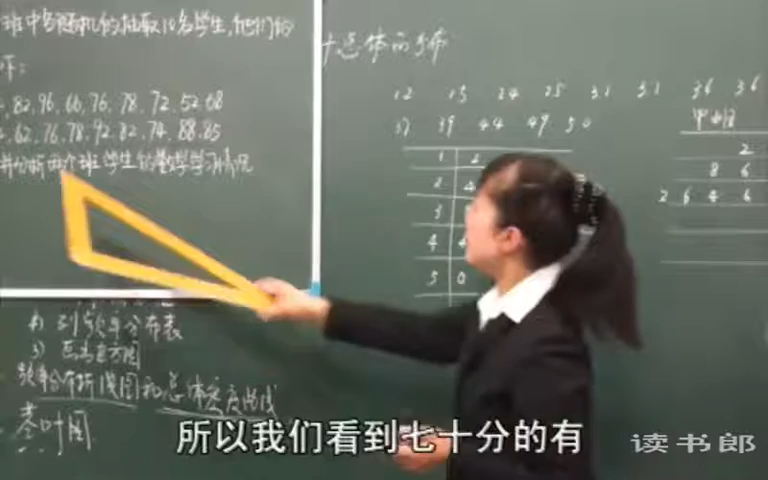 班中各随机的抽取10名学生,他们的
82,96,66,76,78,72,52,68
62,76,78,92,82,74,88,85
并分析两个班学生的数学学习情况
4) 列频率分布表
5) 画直方图
频率分布折线图和总体密度曲线
茎叶图
总体的分布
12 15 24 25 31 31 36 36
37 39 44 49 50
1 2
2 4
3
4
5 0
甲班
2
8 6
2 6 4 6
所以我们看到七十分的有
读书郎